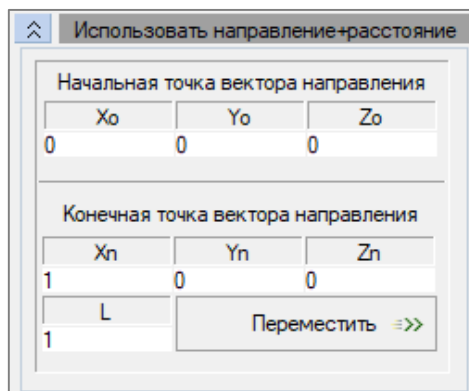 Использовать направление+расстояние
Начальная точка вектора направления
Xo Yo Zo
0 0 0
Конечная точка вектора направления
Xn Yn Zn
1 0 0
L
1
Переместить